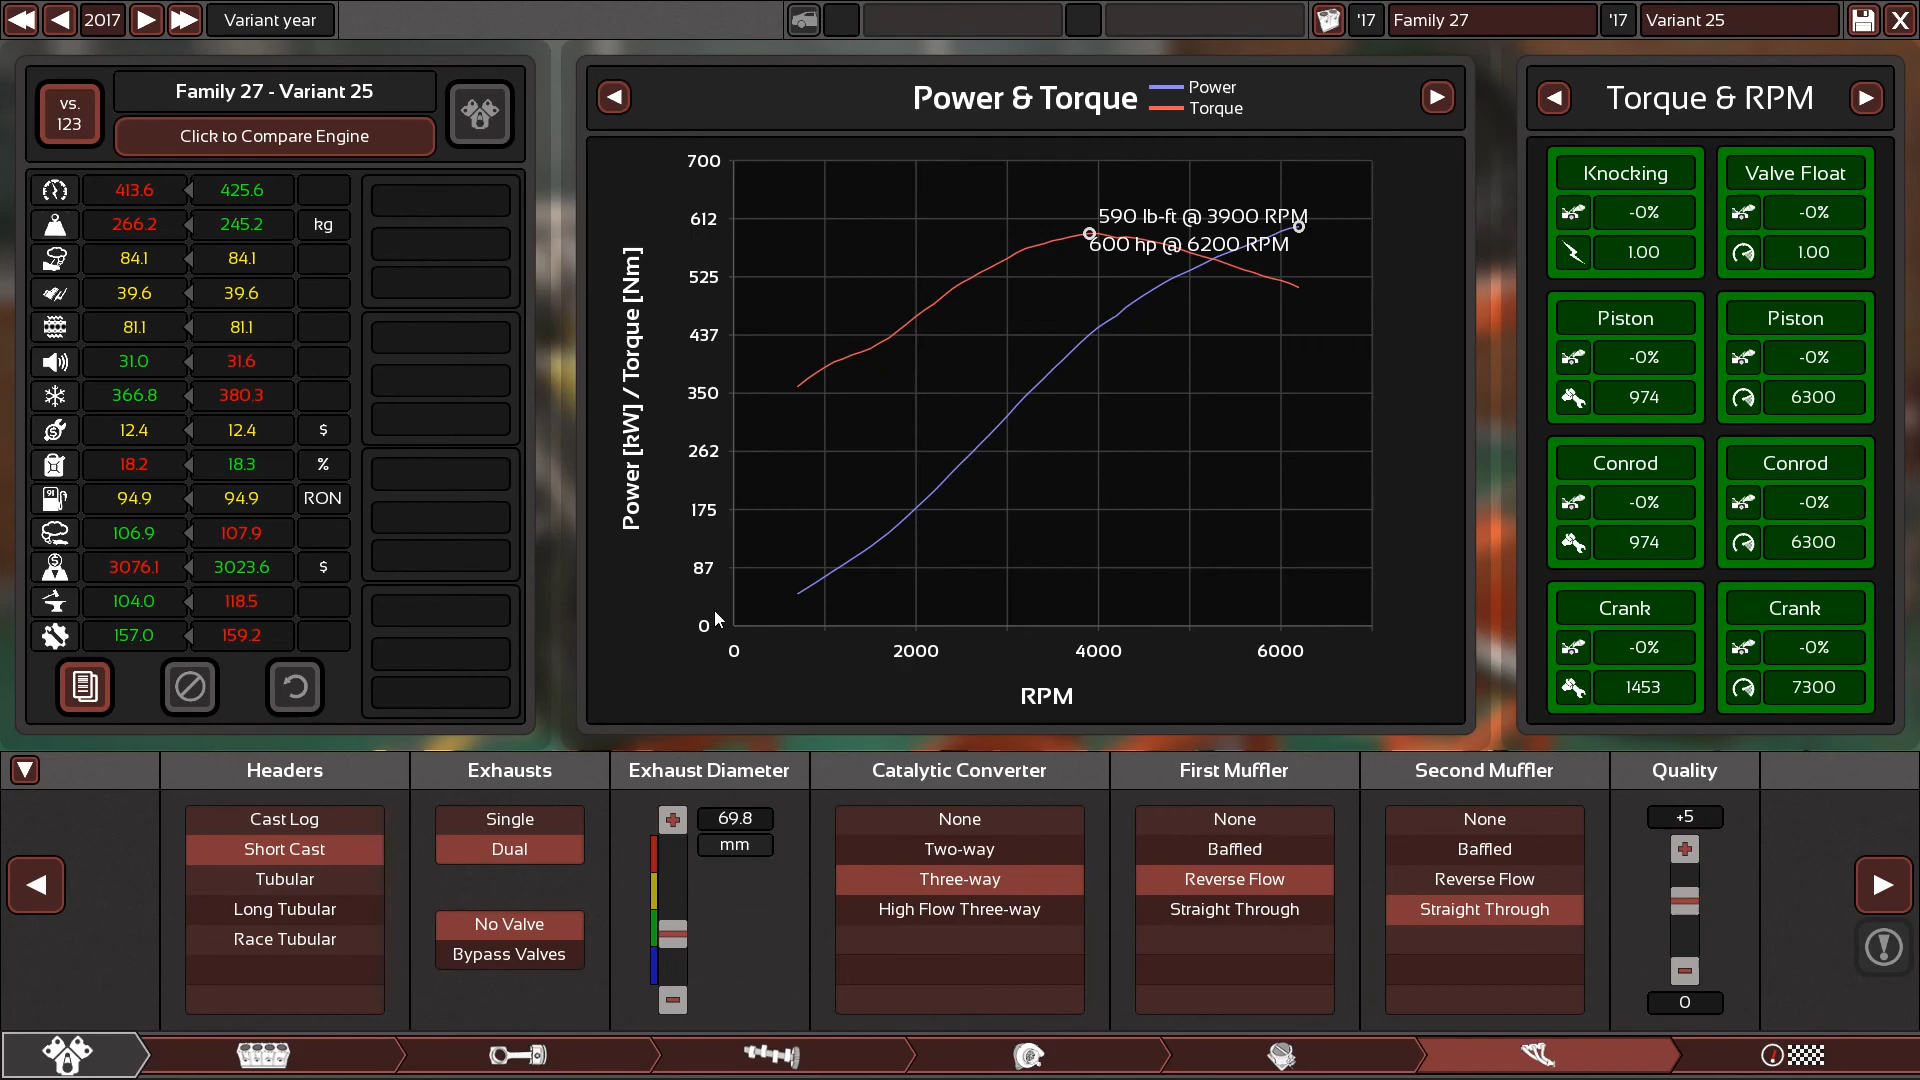 2017
Variant year
'17
Family 27
'17
Variant 25
vs.
123
Family 27 - Variant 25
Click to Compare Engine
413.6 425.6
266.2 245.2 kg
84.1 84.1
39.6 39.6
81.1 81.1
31.0 31.6
366.8 380.3
12.4 12.4 $
18.2 18.3 %
94.9 94.9 RON
106.9 107.9
3076.1 3023.6 $
104.0 118.5
157.0 159.2
Power & Torque
Power
Torque
Power [kW] / Torque [Nm]
700
612
525
437
350
262
175
87
0
590 lb-ft @ 3900 RPM
600 hp @ 6200 RPM
0 2000 4000 6000
RPM
Torque & RPM
Knocking
-0%
1.00
Valve Float
-0%
1.00
Piston
-0%
974
Piston
-0%
6300
Conrod
-0%
974
Conrod
-0%
6300
Crank
-0%
1453
Crank
-0%
7300
Headers
Cast Log
Short Cast
Tubular
Long Tubular
Race Tubular
Exhausts
Single
Dual
No Valve
Bypass Valves
Exhaust Diameter
69.8
mm
Catalytic Converter
None
Two-way
Three-way
High Flow Three-way
First Muffler
None
Baffled
Reverse Flow
Straight Through
Second Muffler
None
Baffled
Reverse Flow
Straight Through
Quality
+5
0